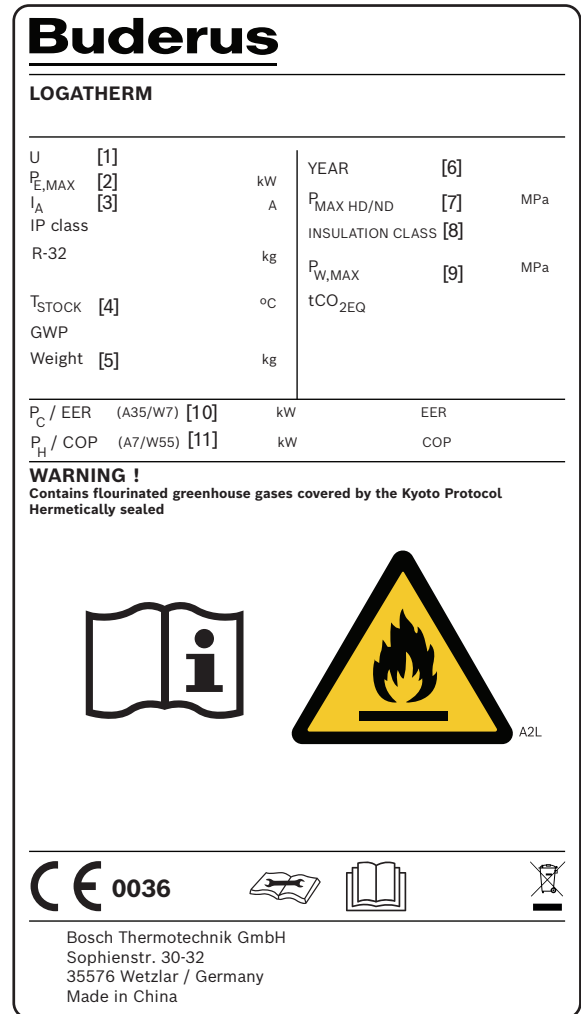 Buderus
LOGATHERM
U [1]
PE,MAX [2] kW
IA [3] A
IP class
R-32 kg
TSTOCK [4] ºC
GWP
Weight [5] kg
YEAR [6]
PMAX HD/ND [7] MPa
INSULATION CLASS [8]
PW,MAX [9] MPa
tCO2EQ
PC / EER (A35/W7) [10] kW EER
PH / COP (A7/W55) [11] kW COP
WARNING !
Contains flourinated greenhouse gases covered by the Kyoto Protocol
Hermetically sealed
i
A2L
CE 0036
Bosch Thermotechnik GmbH
Sophienstr. 30-32
35576 Wetzlar / Germany
Made in China